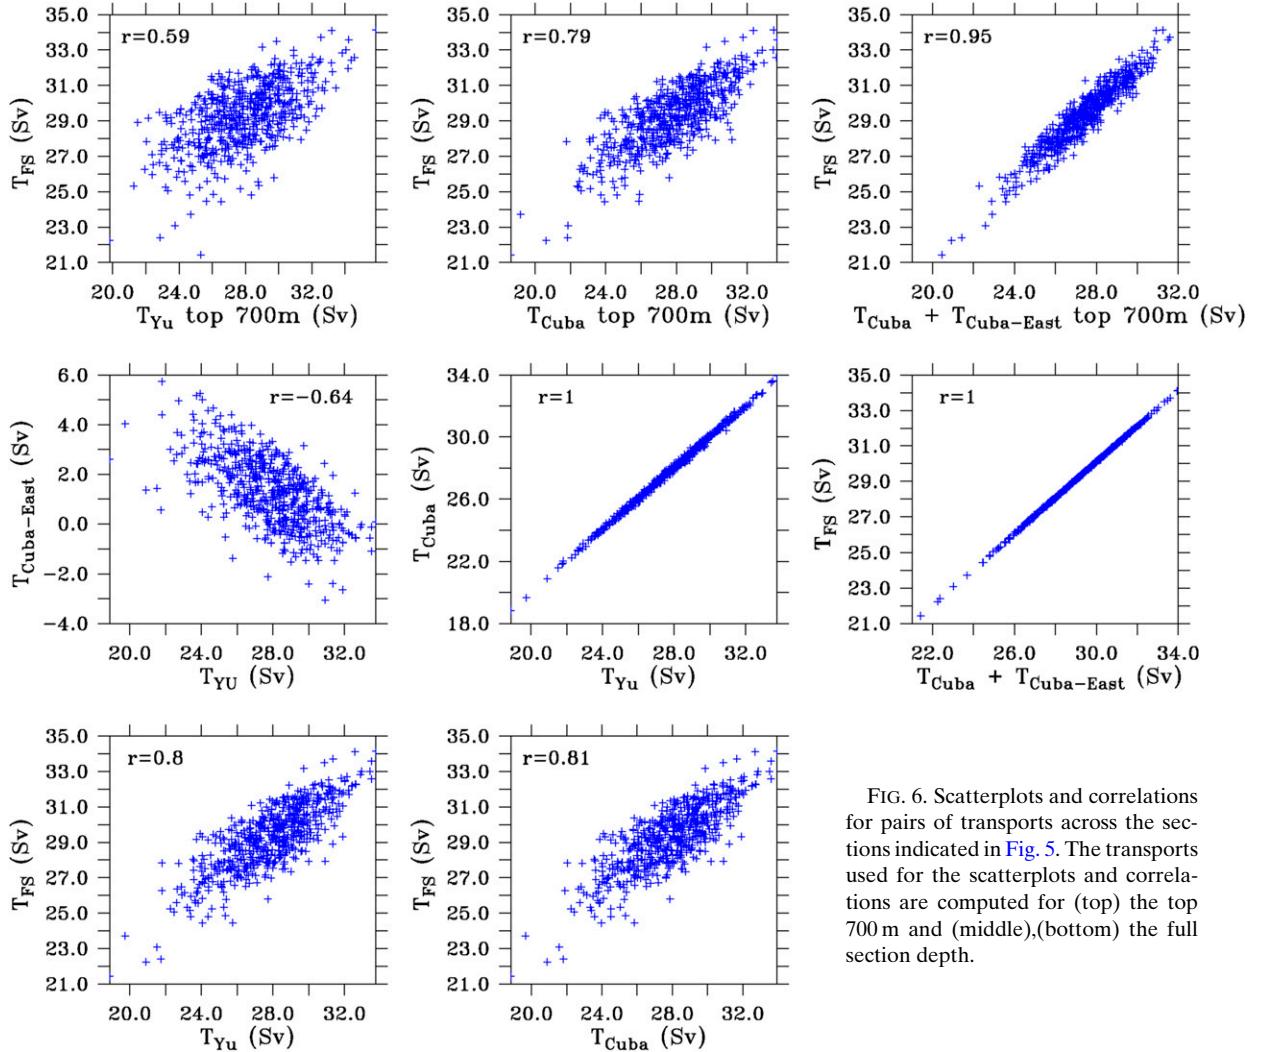 r=0.59
35.0
33.0
31.0
29.0
27.0
25.0
23.0
21.0
T_FS (Sv)
20.0 24.0 28.0 32.0
T_Yu top 700m (Sv)
r=0.79
35.0
33.0
31.0
29.0
27.0
25.0
23.0
21.0
T_FS (Sv)
20.0 24.0 28.0 32.0
T_Cuba top 700m (Sv)
r=0.95
35.0
33.0
31.0
29.0
27.0
25.0
23.0
21.0
T_FS (Sv)
20.0 24.0 28.0 32.0
T_Cuba + T_Cuba-East top 700m (Sv)
r=-0.64
6.0
4.0
2.0
0.0
-2.0
-4.0
T_Cuba-East (Sv)
20.0 24.0 28.0 32.0
T_YU (Sv)
r=1
34.0
30.0
26.0
22.0
18.0
T_Cuba (Sv)
20.0 24.0 28.0 32.0
T_Yu (Sv)
r=1
35.0
33.0
31.0
29.0
27.0
25.0
23.0
21.0
T_FS (Sv)
22.0 26.0 30.0 34.0
T_Cuba + T_Cuba-East (Sv)
r=0.8
35.0
33.0
31.0
29.0
27.0
25.0
23.0
21.0
T_FS (Sv)
20.0 24.0 28.0 32.0
T_Yu (Sv)
r=0.81
35.0
33.0
31.0
29.0
27.0
25.0
23.0
21.0
T_FS (Sv)
20.0 24.0 28.0 32.0
T_Cuba (Sv)
FIG. 6. Scatterplots and correlations
for pairs of transports across the sec-
tions indicated in Fig. 5. The transports
used for the scatterplots and correla-
tions are computed for (top) the top
700 m and (middle),(bottom) the full
section depth.